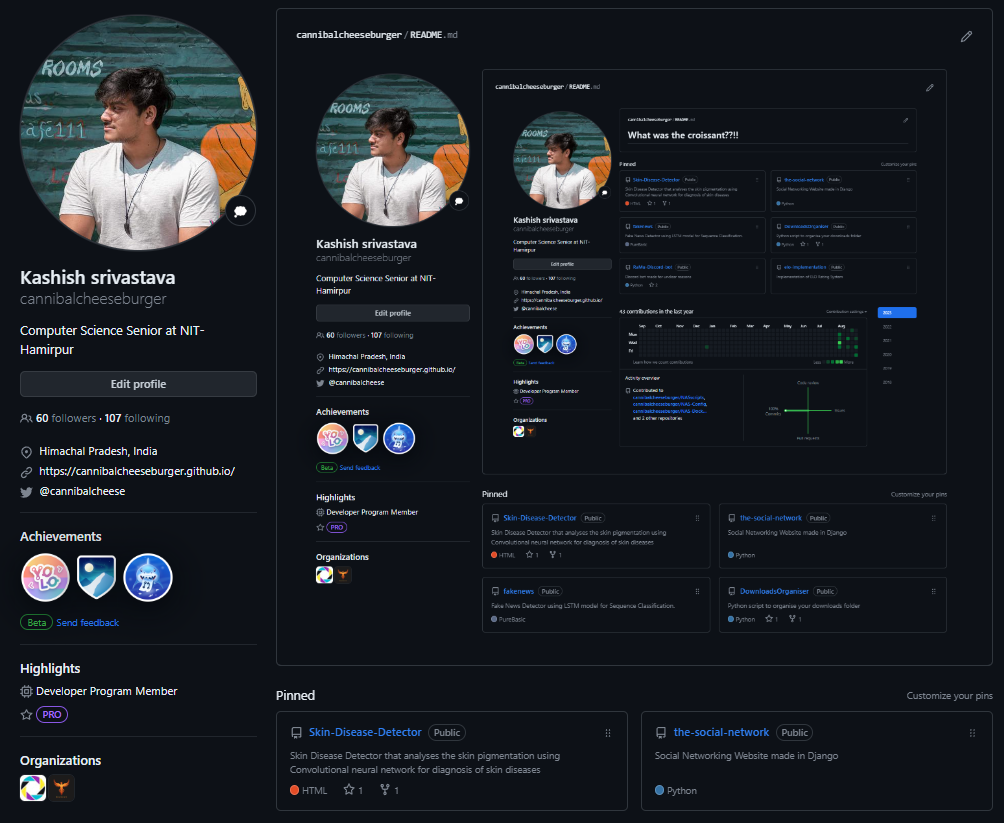 ROOMS
Kashish srivastava
cannibalcheeseburger
Computer Science Senior at NIT-
Hamirpur
Edit profile
60 followers · 107 following
Himachal Pradesh, India
https://cannibalcheeseburger.github.io/
@cannibalcheese
Achievements
YOLO
Beta Send feedback
Highlights
Developer Program Member
PRO
Organizations
cannibalcheeseburger / README.md
ROOMS
Kashish srivastava
cannibalcheeseburger
Computer Science Senior at NIT-
Hamirpur
Edit profile
60 followers · 107 following
Himachal Pradesh, India
https://cannibalcheeseburger.github.io/
@cannibalcheese
Achievements
YOLO
Beta Send feedback
Highlights
Developer Program Member
PRO
Organizations
cannibalcheeseburger / README.md
ROOMS
Kashish srivastava
cannibalcheeseburger
Computer Science Senior at NIT-
Hamirpur
Edit profile
60 followers · 107 following
Himachal Pradesh, India
https://cannibalcheeseburger.github.io/
@cannibalcheese
Achievements
Beta Send feedback
Highlights
Developer Program Member
PRO
Organizations
cannibalcheeseburger / README.md
What was the croissant??!!
Pinned Customize your pins
Skin-Disease-Detector Public
Skin Disease Detector that analyses the skin pigmentation using
Convolutional neural network for diagnosis of skin diseases
HTML 1 1
the-social-network Public
Social Networking Website made in Django
Python
fakenews Public
Fake News Detector using LSTM model for Sequence Classification.
PureBasic
DownloadsOrganiser Public
Python script to organise your downloads folder
Python 1 1
ReMa-Discord-bot Public
Python 2
Public
43 contributions in the last year Contribution settings
2021
Sep Oct Nov Dec Jan Feb Mar Apr May Jun Jul Aug
Mon
Wed
Fri
Learn how we count contributions Less More
Activity overview
Contributed to
and 2 other repositories
Code review
100%
Commits
Issues
Pull requests
Pinned Customize your pins
Skin-Disease-Detector Public
Skin Disease Detector that analyses the skin pigmentation using
Convolutional neural network for diagnosis of skin diseases
HTML 1 1
the-social-network Public
Social Networking Website made in Django
Python
fakenews Public
Fake News Detector using LSTM model for Sequence Classification.
PureBasic
DownloadsOrganiser Public
Python script to organise your downloads folder
Python 1 1
Pinned Customize your pins
Skin-Disease-Detector Public
Skin Disease Detector that analyses the skin pigmentation using
Convolutional neural network for diagnosis of skin diseases
HTML 1 1
the-social-network Public
Social Networking Website made in Django
Python